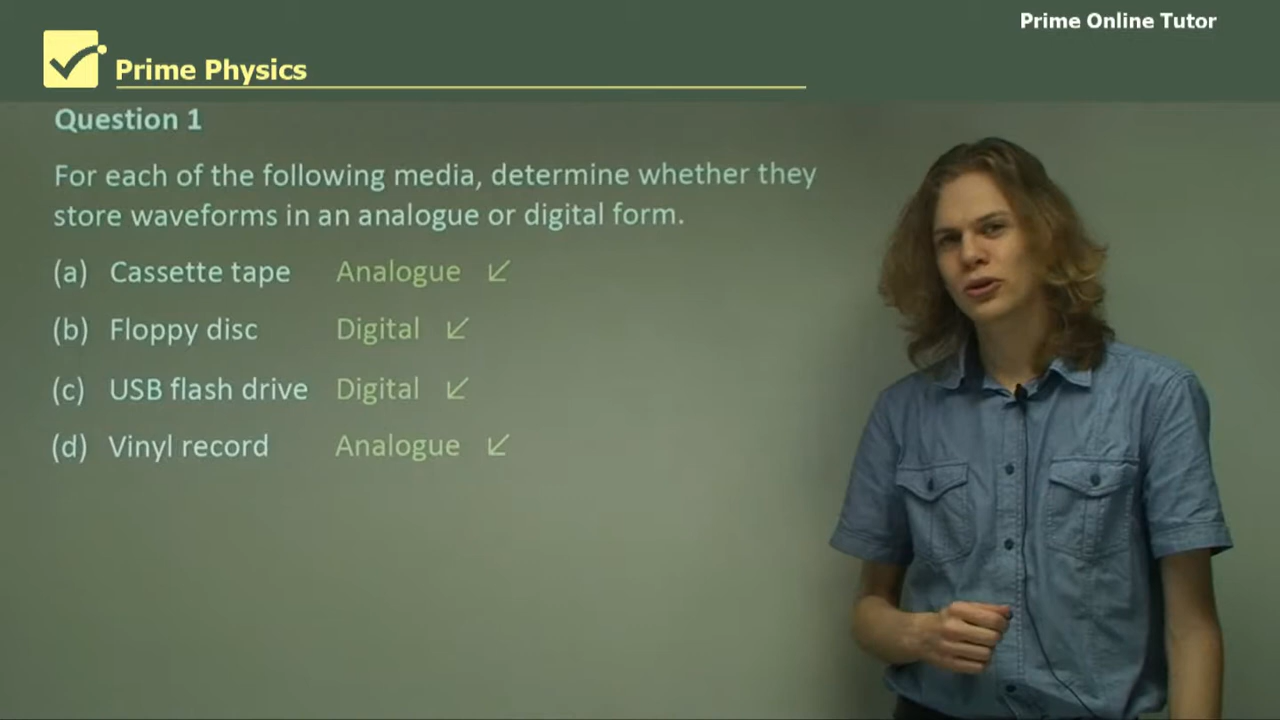 Prime Online Tutor
Prime Physics
Question 1
For each of the following media, determine whether they
store waveforms in an analogue or digital form.
(a) Cassette tape Analogue ↙
(b) Floppy disc Digital ↙
(c) USB flash drive Digital ↙
(d) Vinyl record Analogue ↙